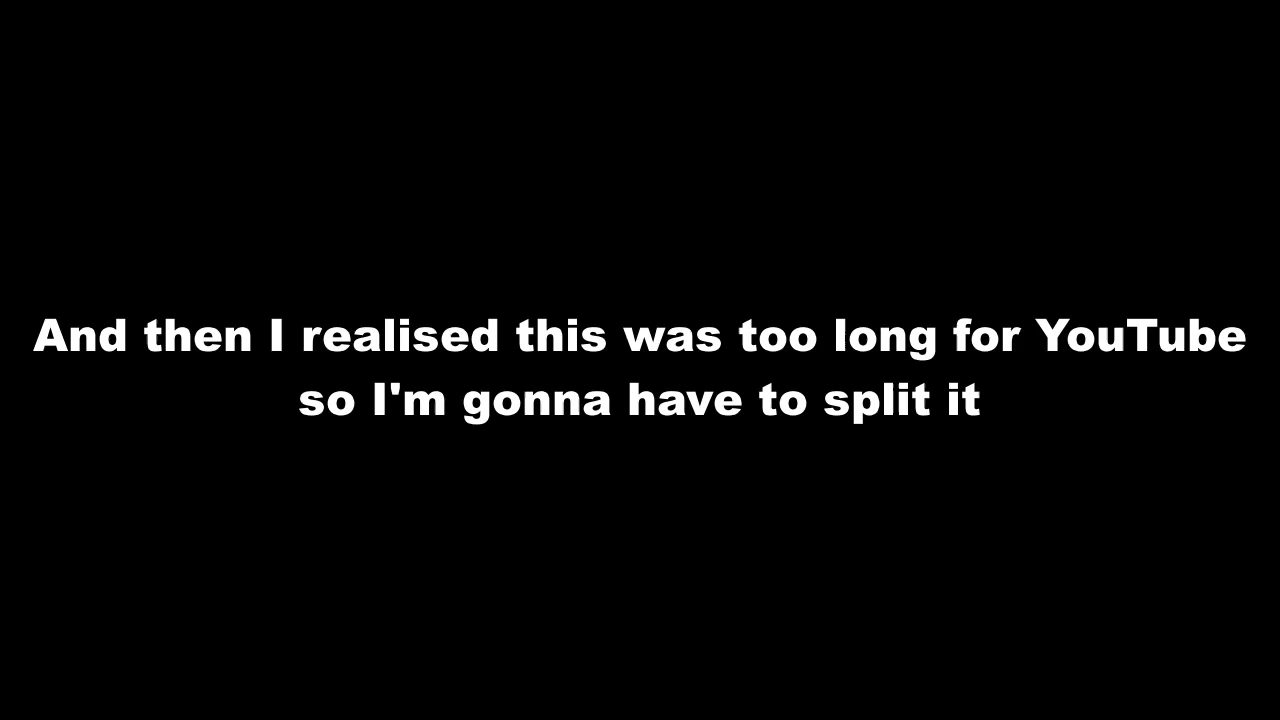 And then I realised this was too long for YouTube
so I'm gonna have to split it